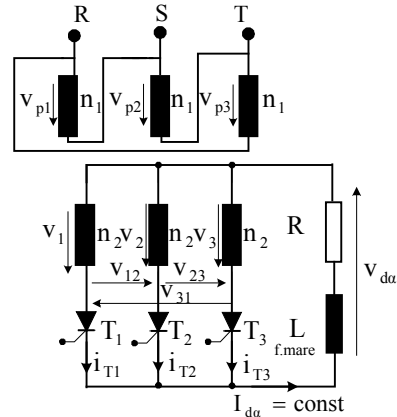 R S T
v_p1 n_1 v_p2 n_1 v_p3 n_1
v_1 n_2 v_2 n_2 v_3 n_2 R
v_12 v_23 v_dα
v_31
T_1 T_2 T_3 L
f.mare
i_T1 i_T2 i_T3
I_dα = const